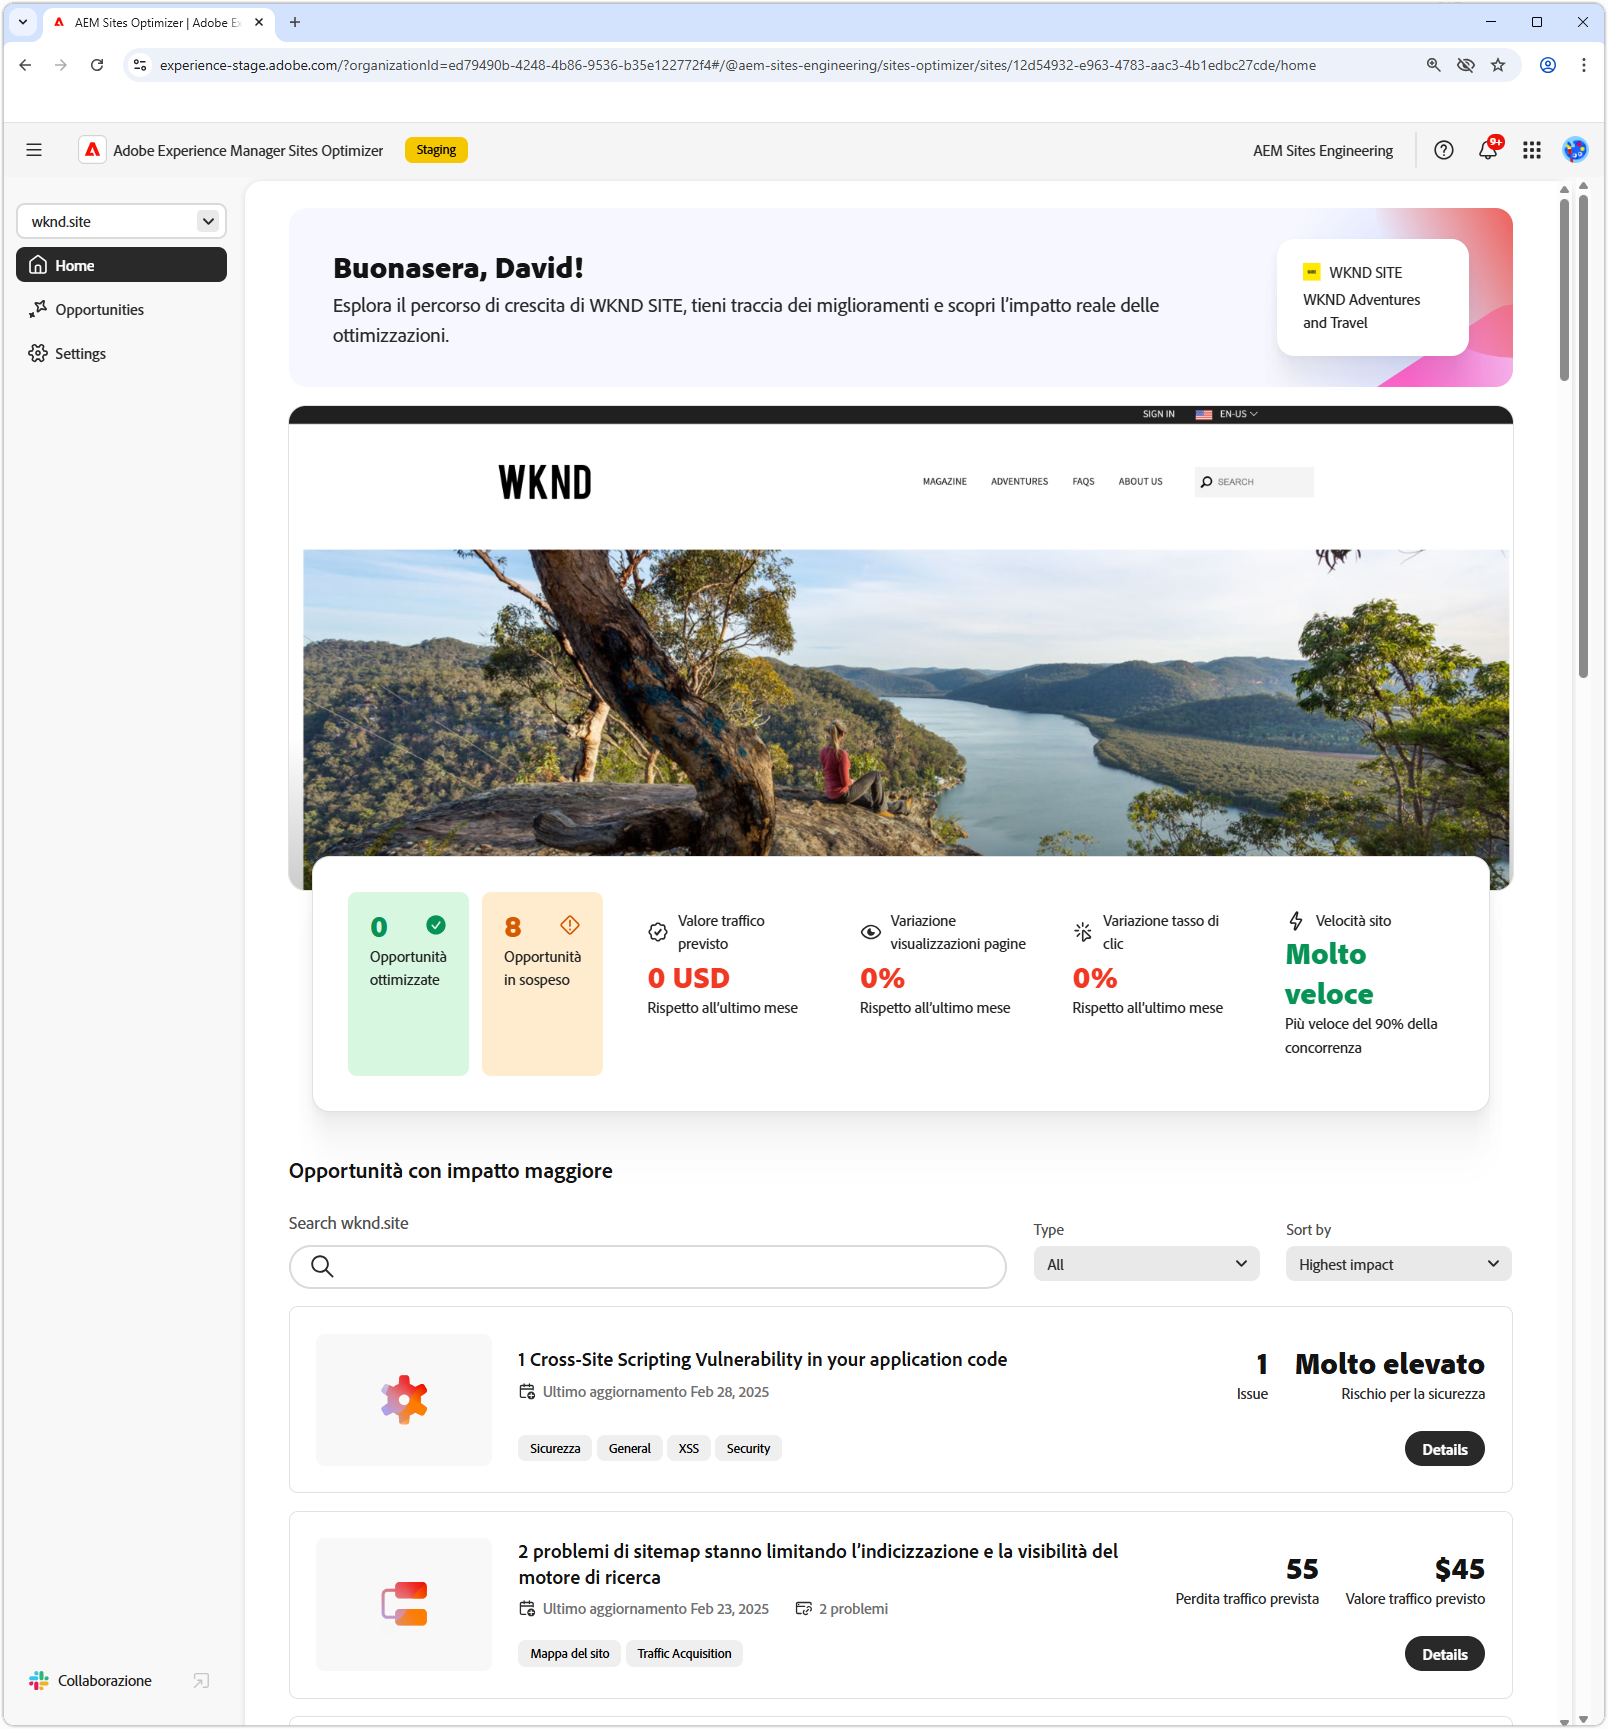 AEM Sites Optimizer | Adobe Ex
experience-stage.adobe.com/?organizationId=ed79490b-4248-4b86-9536-b35e122772f4#/@aem-sites-engineering/sites-optimizer/sites/12d54932-e963-4783-aac3-4b1edbc27cde/home
Adobe Experience Manager Sites Optimizer
Staging
AEM Sites Engineering
9+
wknd.site
Home
Opportunities
Settings
Buonasera, David!
Esplora il percorso di crescita di WKND SITE, tieni traccia dei miglioramenti e scopri l'impatto reale delle
ottimizzazioni.
WKND SITE
WKND Adventures
and Travel
SIGN IN
EN-US
WKND
MAGAZINE
ADVENTURES
FAQS
ABOUT US
SEARCH
0
Opportunità
ottimizzate
8
Opportunità
in sospeso
Valore traffico
previsto
0 USD
Rispetto all'ultimo mese
Variazione
visualizzazioni pagine
0%
Rispetto all'ultimo mese
Variazione tasso di
clic
0%
Rispetto all'ultimo mese
Velocità sito
Molto
veloce
Più veloce del 90% della
concorrenza
Opportunità con impatto maggiore
Search wknd.site
Type
All
Sort by
Highest impact
1 Cross-Site Scripting Vulnerability in your application code
Ultimo aggiornamento Feb 28, 2025
Sicurezza
General
XSS
Security
1
Issue
Molto elevato
Rischio per la sicurezza
Details
2 problemi di sitemap stanno limitando l'indicizzazione e la visibilità del
motore di ricerca
Ultimo aggiornamento Feb 23, 2025
2 problemi
Mappa del sito
Traffic Acquisition
55
Perdita traffico prevista
$45
Valore traffico previsto
Details
Collaborazione